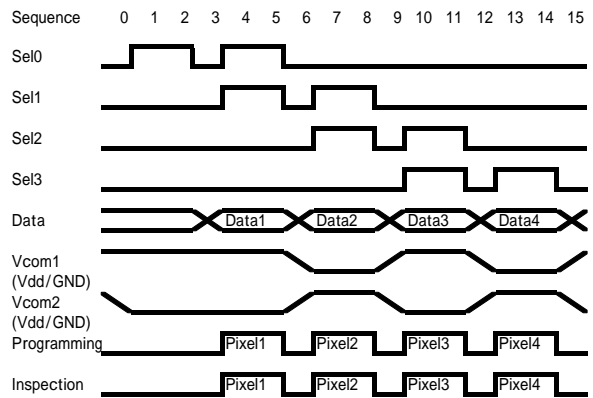 Sequence 0 1 2 3 4 5 6 7 8 9 10 11 12 13 14 15
Sel0
Sel1
Sel2
Sel3
Data Data1 Data2 Data3 Data4
Vcom1
(Vdd/GND)
Vcom2
(Vdd/GND)
Programming Pixel1 Pixel2 Pixel3 Pixel4
Inspection Pixel1 Pixel2 Pixel3 Pixel4